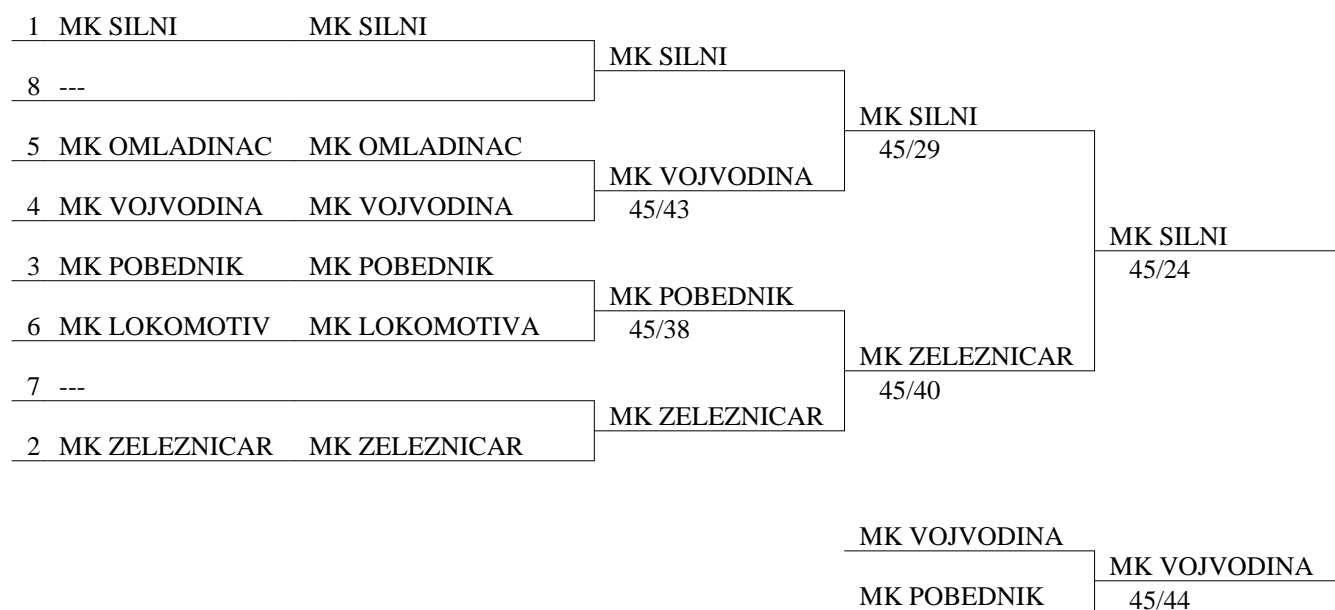 1 MK SILNI MK SILNI
MK SILNI
8 ---
MK SILNI
45/29
5 MK OMLADINAC MK OMLADINAC
MK VOJVODINA
45/43
4 MK VOJVODINA MK VOJVODINA
MK SILNI
45/24
3 MK POBEDNIK MK POBEDNIK
MK POBEDNIK
45/38
6 MK LOKOMOTIV MK LOKOMOTIVA
MK ZELEZNICAR
45/40
7 ---
MK ZELEZNICAR
2 MK ZELEZNICAR MK ZELEZNICAR
MK VOJVODINA
MK VOJVODINA
MK POBEDNIK 45/44